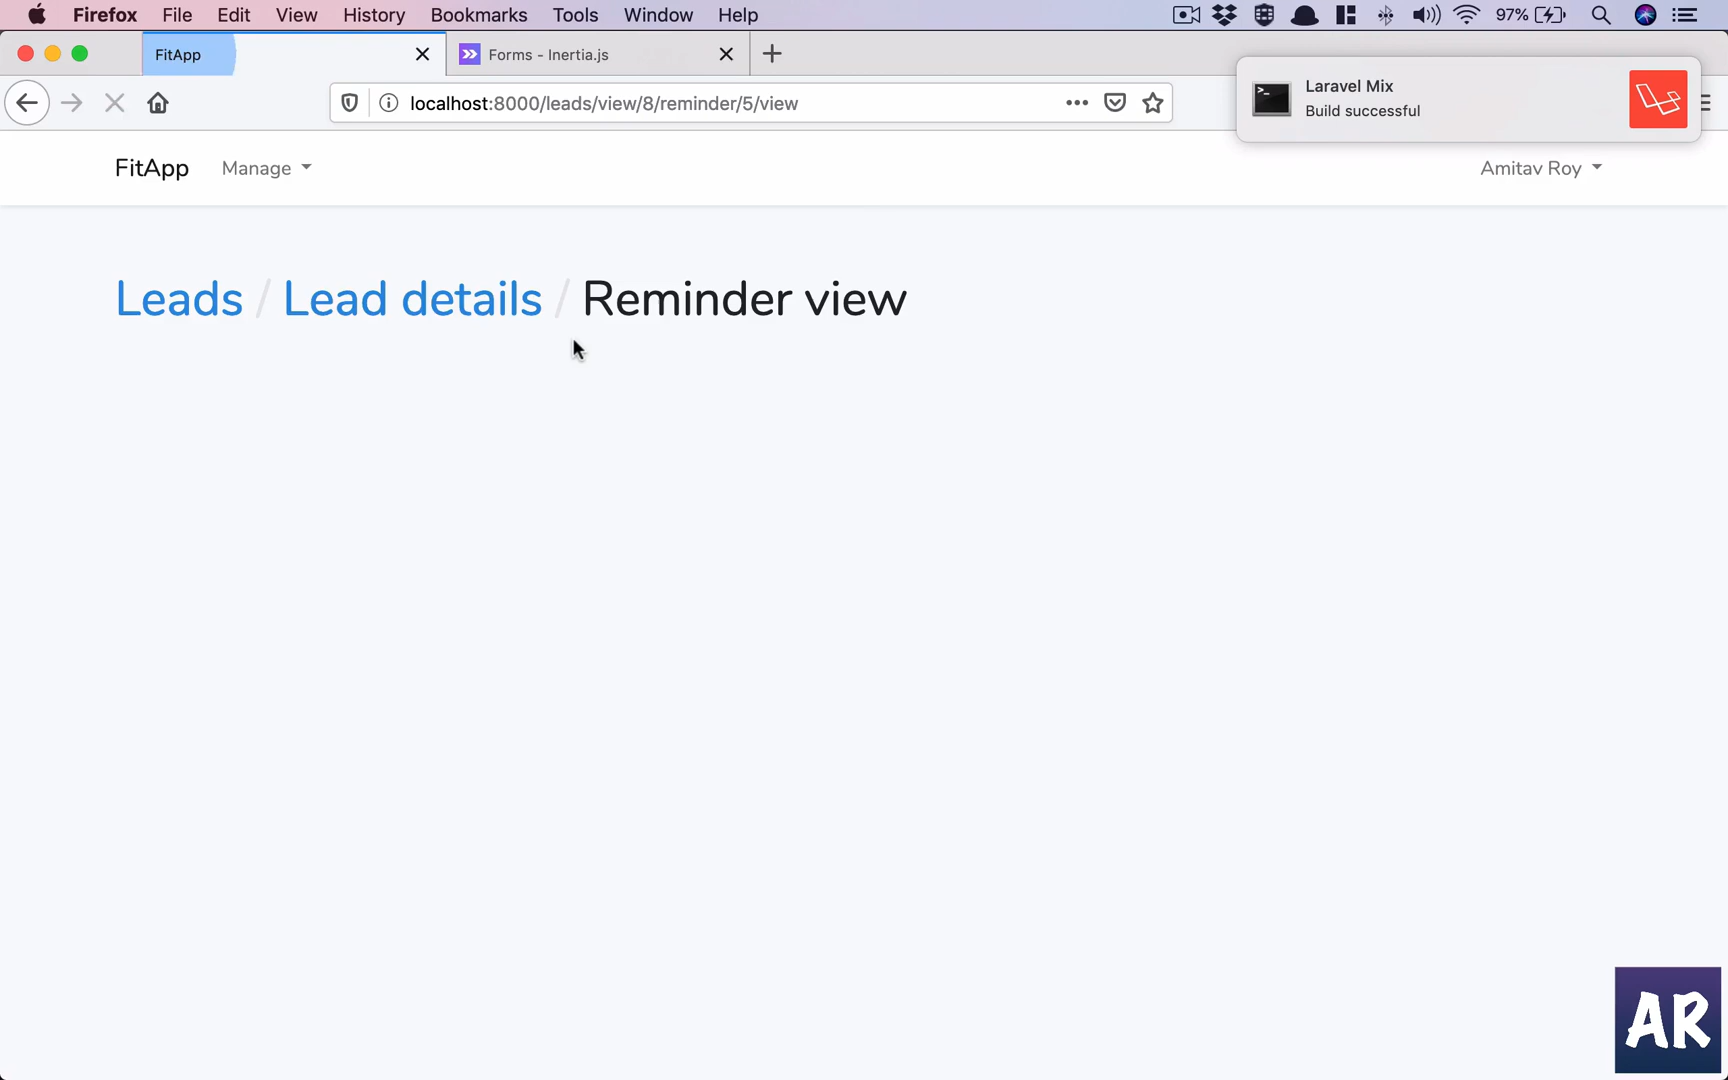 Firefox File Edit View History Bookmarks Tools Window Help 97%
FitApp Forms - Inertia.js
localhost:8000/leads/view/8/reminder/5/view
Laravel Mix
Build successful
FitApp Manage Amitav Roy
Leads / Lead details / Reminder view
AR